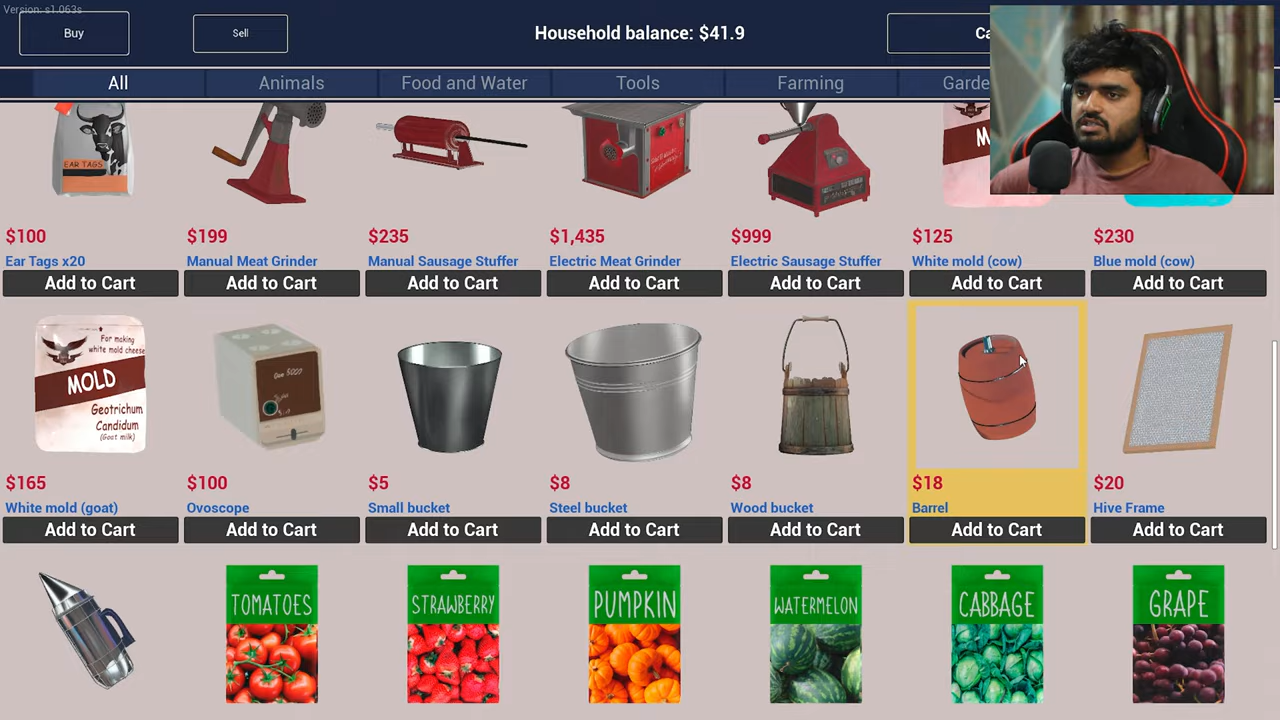 Version: s1.063s
Buy
Sell
Household balance: $41.9
Ca
All
Animals
Food and Water
Tools
Farming
Garde
EAR TAGS
M
$100
$199
$235
$1,435
$999
$125
$230
Ear Tags x20
Manual Meat Grinder
Manual Sausage Stuffer
Electric Meat Grinder
Electric Sausage Stuffer
White mold (cow)
Blue mold (cow)
Add to Cart
Add to Cart
Add to Cart
Add to Cart
Add to Cart
Add to Cart
Add to Cart
For making
white mold cheese
MOLD
Geotrichum
Candidum
(Goat milk)
$165
$100
$5
$8
$8
$18
$20
White mold (goat)
Ovoscope
Small bucket
Steel bucket
Wood bucket
Barrel
Hive Frame
Add to Cart
Add to Cart
Add to Cart
Add to Cart
Add to Cart
Add to Cart
Add to Cart
TOMATOES
STRAWBERRY
PUMPKIN
WATERMELON
CABBAGE
GRAPE